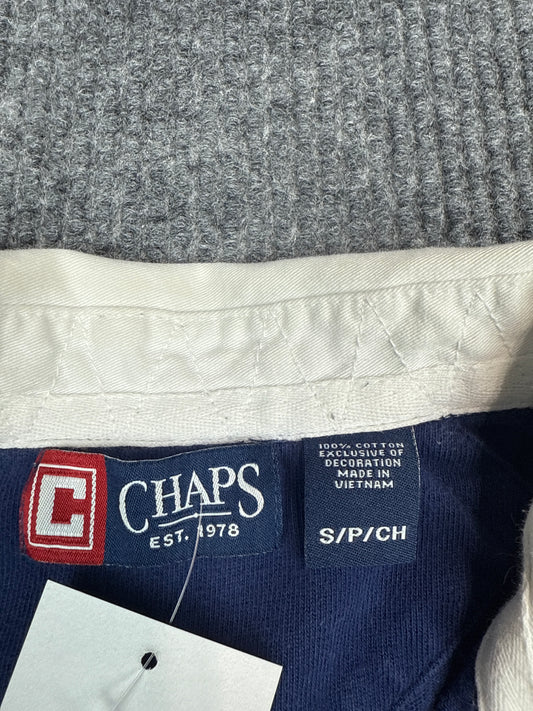 C
CHAPS
EST. 1978
100% COTTON
EXCLUSIVE OF
DECORATION
MADE IN
VIETNAM
S/P/CH